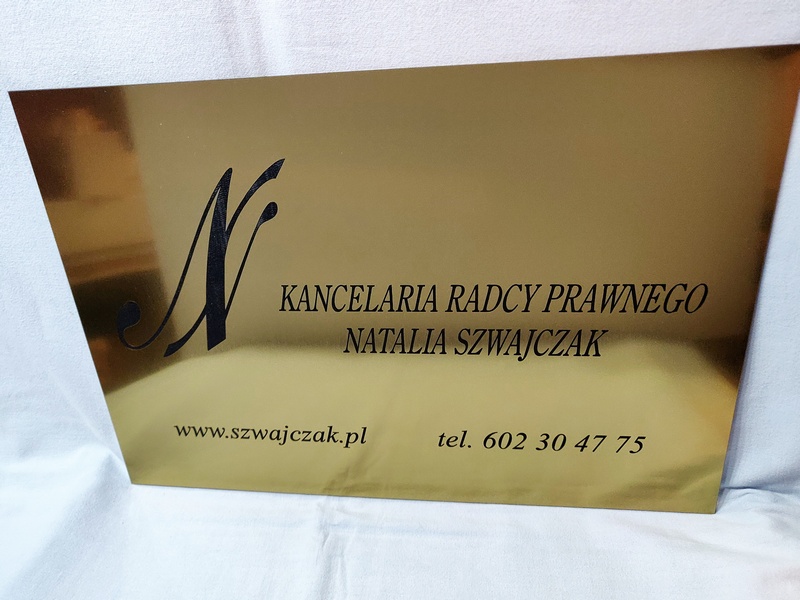 N
KANCELARIA RADCY PRAWNEGO
NATALIA SZWAJCZAK
www.szwajczak.pl tel. 602 30 47 75